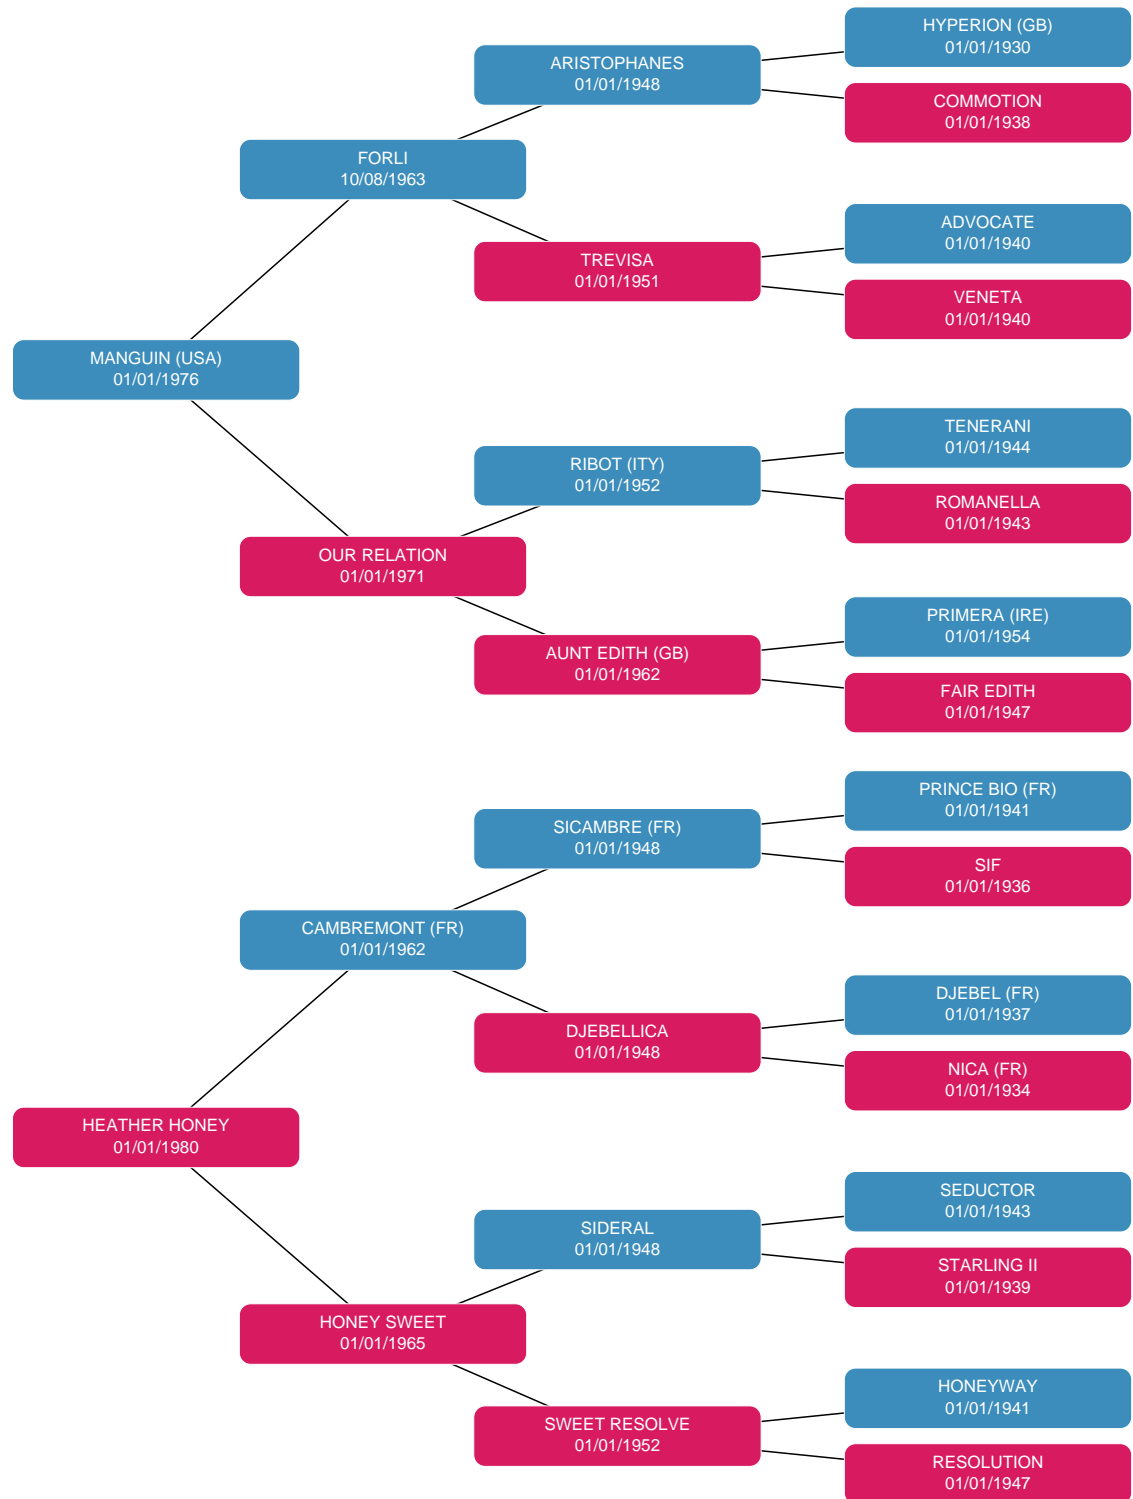 HYPERION (GB)
01/01/1930
ARISTOPHANES
01/01/1948
COMMOTION
01/01/1938
FORLI
10/08/1963
ADVOCATE
01/01/1940
TREVISA
01/01/1951
VENETA
01/01/1940
MANGUIN (USA)
01/01/1976
TENERANI
01/01/1944
RIBOT (ITY)
01/01/1952
ROMANELLA
01/01/1943
OUR RELATION
01/01/1971
PRIMERA (IRE)
01/01/1954
AUNT EDITH (GB)
01/01/1962
FAIR EDITH
01/01/1947
PRINCE BIO (FR)
01/01/1941
SICAMBRE (FR)
01/01/1948
SIF
01/01/1936
CAMBREMONT (FR)
01/01/1962
DJEBEL (FR)
01/01/1937
DJEBELLICA
01/01/1948
NICA (FR)
01/01/1934
HEATHER HONEY
01/01/1980
SEDUCTOR
01/01/1943
SIDERAL
01/01/1948
STARLING II
01/01/1939
HONEY SWEET
01/01/1965
HONEYWAY
01/01/1941
SWEET RESOLVE
01/01/1952
RESOLUTION
01/01/1947